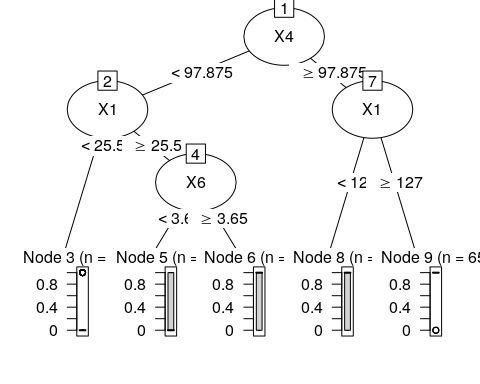 1
X4
< 97.875 ≥ 97.875
2 7
X1 X1
< 25.5 ≥ 25.5
4
X6
< 12 ≥ 127
< 3.6 ≥ 3.65
Node 3 (n = Node 5 (n = Node 6 (n = Node 8 (n = Node 9 (n = 65
0.8 0.8 0.8 0.8 0.8
0.4 0.4 0.4 0.4 0.4
0 0 0 0 0